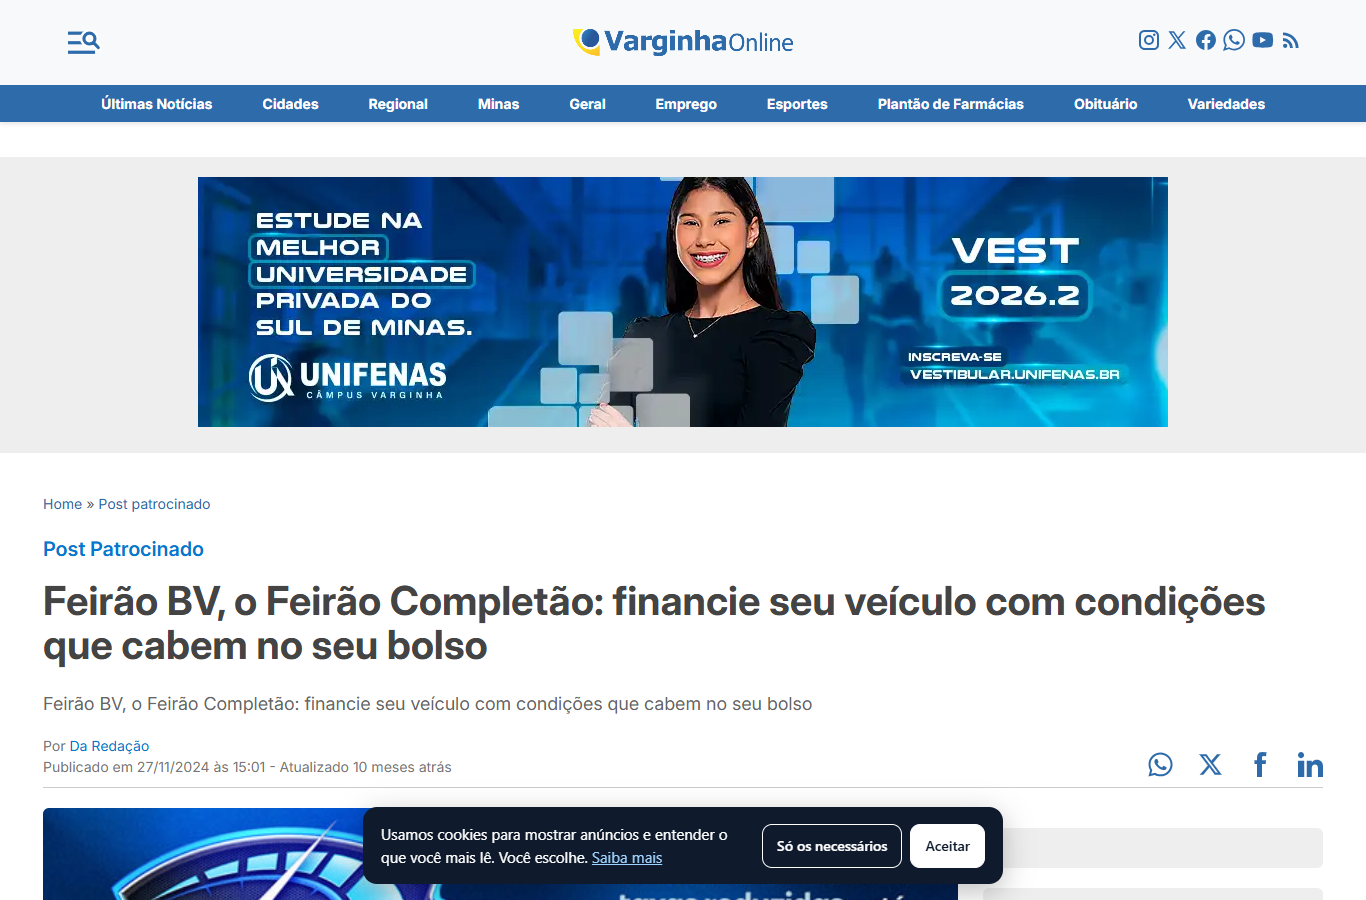 VarginhaOnline
Últimas Notícias Cidades Regional Minas Geral Emprego Esportes Plantão de Farmácias Obituário Variedades
ESTUDE NA
MELHOR
UNIVERSIDADE
PRIVADA DO
SUL DE MINAS.
UNIFENAS
CÂMPUS VARGINHA
VEST
2026.2
INSCREVA-SE
VESTIBULAR.UNIFENAS.BR
Home » Post patrocinado
Post Patrocinado
Feirão BV, o Feirão Completão: financie seu veículo com condições
que cabem no seu bolso
Feirão BV, o Feirão Completão: financie seu veículo com condições que cabem no seu bolso
Por Da Redação
Publicado em 27/11/2024 às 15:01 - Atualizado 10 meses atrás
Usamos cookies para mostrar anúncios e entender o
que você mais lê. Você escolhe. Saiba mais
Só os necessários
Aceitar